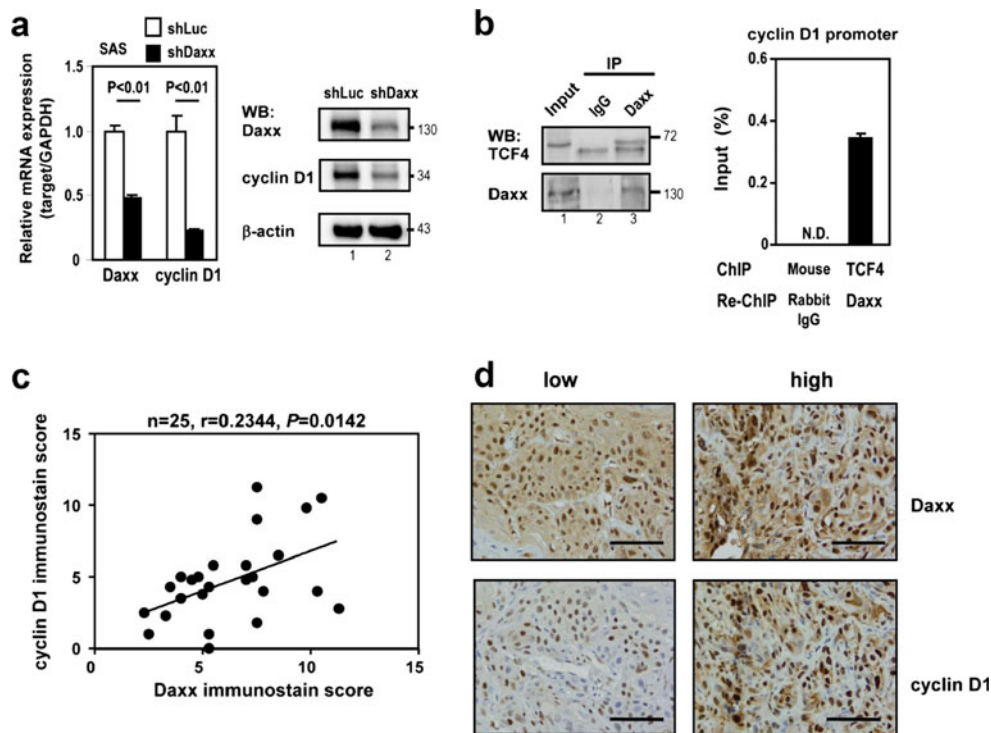 a
shLuc
shDaxx
SAS
Relative mRNA expression
(target/GAPDH)
1.5
1.0
0.5
0
P<0.01
P<0.01
Daxx
cyclin D1
shLuc shDaxx
WB:
Daxx
130
cyclin D1
34
β-actin
43
1 2
b
IP
Input
IgG
Daxx
WB:
TCF4
72
Daxx
130
1 2 3
cyclin D1 promoter
Input (%)
0.6
0.4
0.2
0
N.D.
ChIP Mouse TCF4
Re-ChIP Rabbit Daxx
IgG
c
n=25, r=0.2344, P=0.0142
cyclin D1 immunostain score
15
10
5
0
0 5 10 15
Daxx immunostain score
d
low high
Daxx
cyclin D1